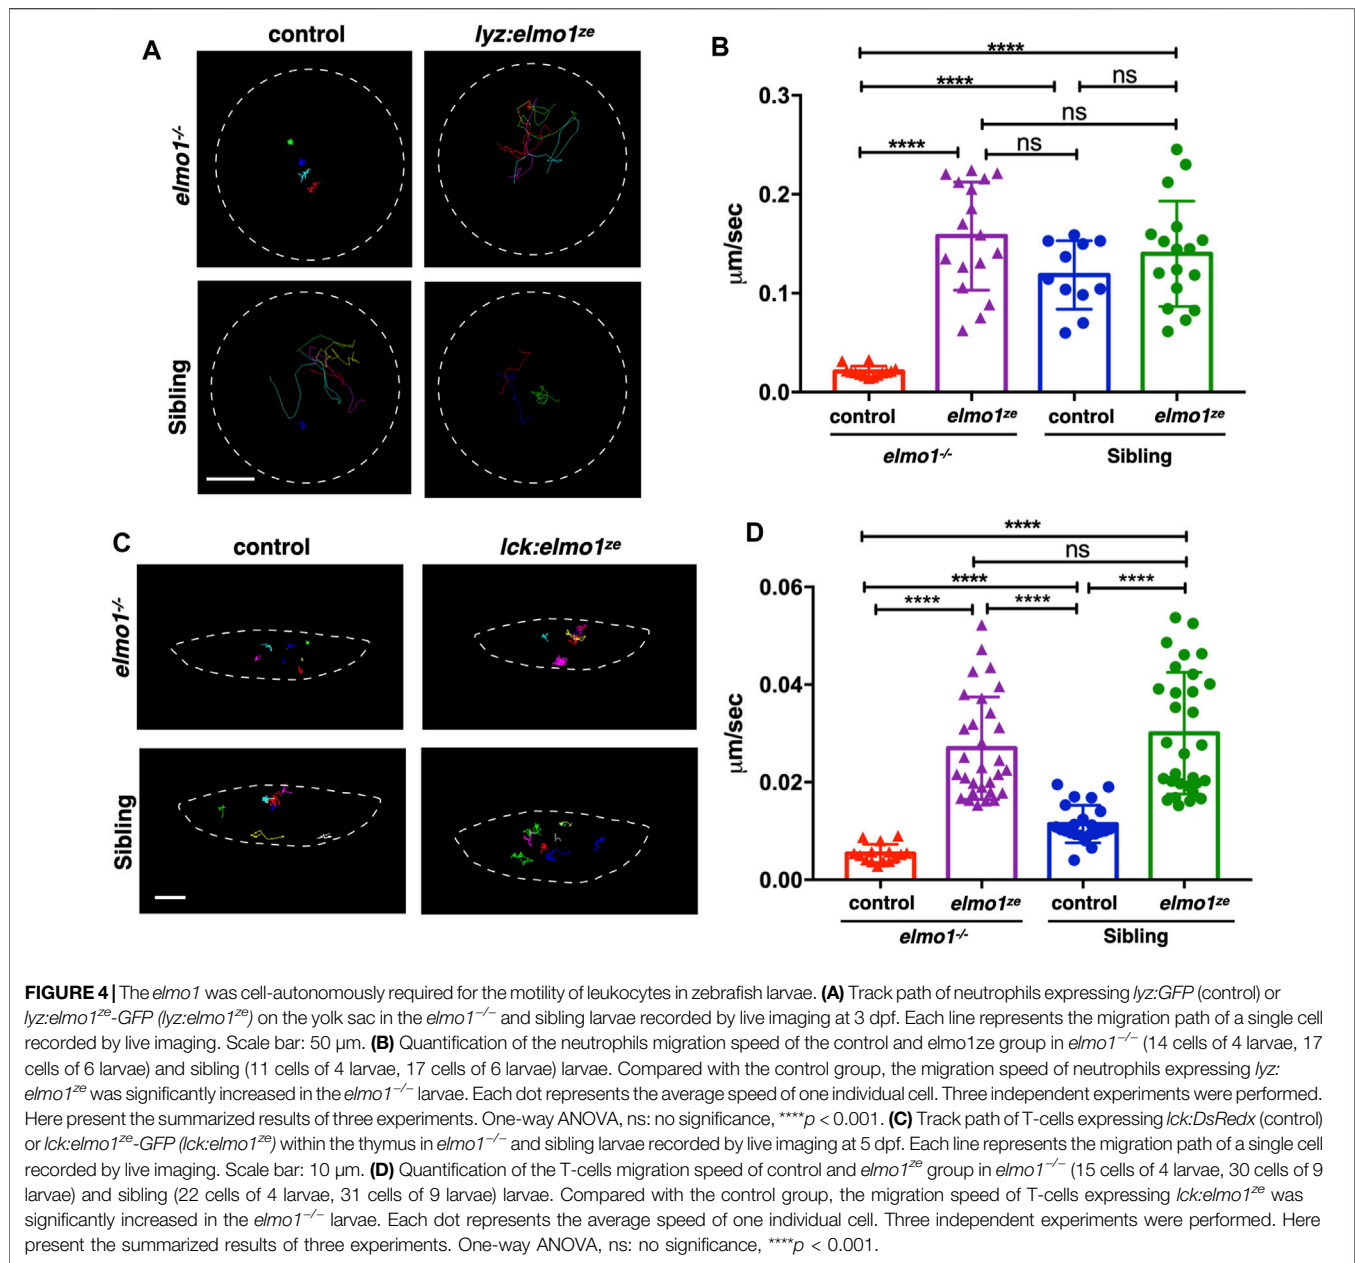 A
control
lyz:elmo1ze
elmo1-/-
Sibling
B
****
****
ns
ns
****
ns
0.3
0.2
0.1
0.0
μm/sec
control
elmo1ze
control
elmo1ze
elmo1-/-
Sibling
C
control
lck:elmo1ze
elmo1-/-
Sibling
D
****
ns
****
****
****
****
0.06
0.04
0.02
0.00
μm/sec
control
elmo1ze
control
elmo1ze
elmo1-/-
Sibling
FIGURE 4 | The elmo1 was cell-autonomously required for the motility of leukocytes in zebrafish larvae. (A) Track path of neutrophils expressing lyz:GFP (control) or
lyz:elmo1ze-GFP (lyz:elmo1ze) on the yolk sac in the elmo1−/− and sibling larvae recorded by live imaging at 3 dpf. Each line represents the migration path of a single cell
recorded by live imaging. Scale bar: 50 μm. (B) Quantification of the neutrophils migration speed of the control and elmo1ze group in elmo1−/− (14 cells of 4 larvae, 17
cells of 6 larvae) and sibling (11 cells of 4 larvae, 17 cells of 6 larvae) larvae. Compared with the control group, the migration speed of neutrophils expressing lyz:
elmo1ze was significantly increased in the elmo1−/− larvae. Each dot represents the average speed of one individual cell. Three independent experiments were performed.
Here present the summarized results of three experiments. One-way ANOVA, ns: no significance, ****p < 0.001. (C) Track path of T-cells expressing lck:DsRedx (control)
or lck:elmo1ze-GFP (lck:elmo1ze) within the thymus in elmo1−/− and sibling larvae recorded by live imaging at 5 dpf. Each line represents the migration path of a single cell
recorded by live imaging. Scale bar: 10 μm. (D) Quantification of the T-cells migration speed of control and elmo1ze group in elmo1−/− (15 cells of 4 larvae, 30 cells of 9
larvae) and sibling (22 cells of 4 larvae, 31 cells of 9 larvae) larvae. Compared with the control group, the migration speed of T-cells expressing lck:elmo1ze was
significantly increased in the elmo1−/− larvae. Each dot represents the average speed of one individual cell. Three independent experiments were performed. Here
present the summarized results of three experiments. One-way ANOVA, ns: no significance, ****p < 0.001.